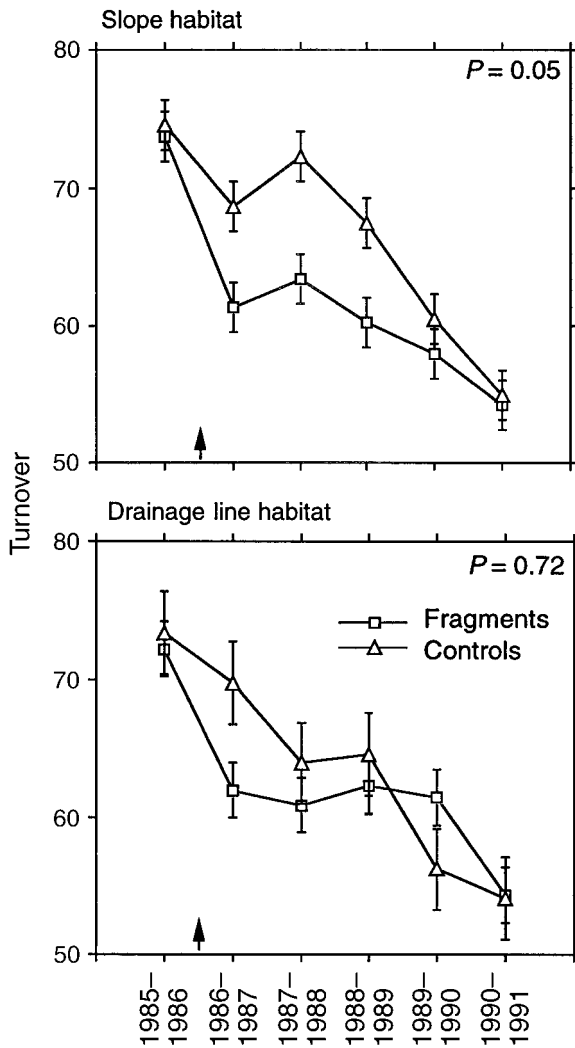 Slope habitat
80
P = 0.05
70
60
50
Turnover
Drainage line habitat
80
P = 0.72
Fragments
Controls
70
60
50
1985–
1986
1986–
1987
1987–
1988
1988–
1989
1989–
1990
1990–
1991